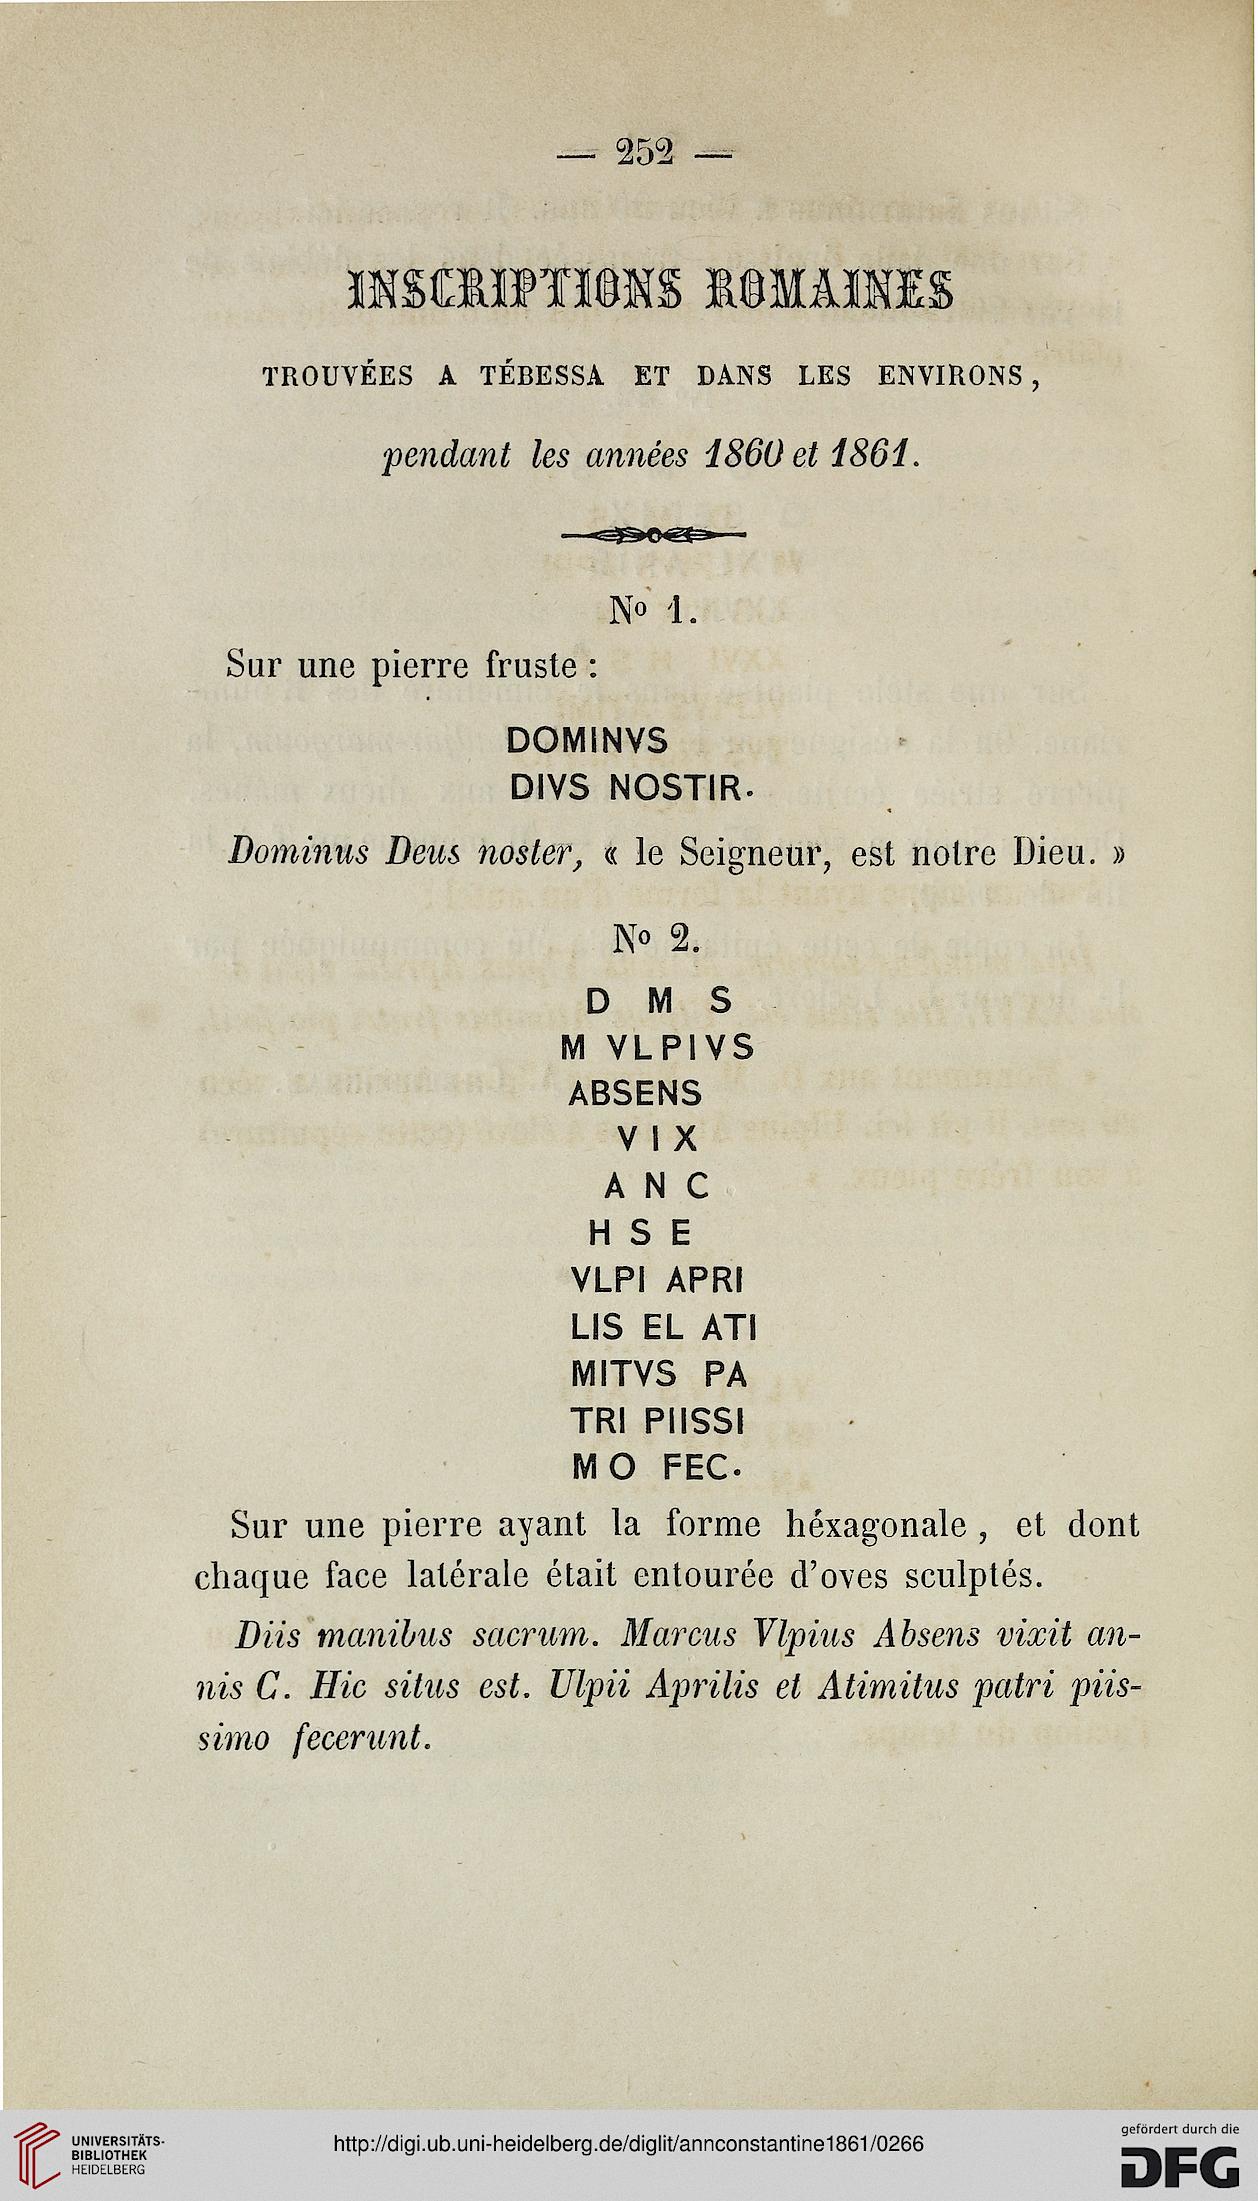 — 252 —
INSCRIPTIONS ROMAINES
TROUVÉES A TÉBESSA ET DANS LES ENVIRONS,
pendant les années 1860 et 1861.
No 1.
Sur une pierre fruste :
DOMINVS
DIVS NOSTIR.
Dominus Deus noster, « le Seigneur, est notre Dieu. »
No 2.
D M S
M VLPIVS
ABSENS
V I X
A N C
H S E
VLPI APRI
LIS EL ATI
MITVS PA
TRI PIISSI
M O FEC.
Sur une pierre ayant la forme héxagonale, et dont
chaque face latérale était entourée d'oves sculptés.
Diis manibus sacrum. Marcus Vlpius Absens vixit an-
nis C. Hic situs est. Ulpii Aprilis et Atimitus patri piis-
simo fecerunt.
UNIVERSITÄTS-
BIBLIOTHEK
HEIDELBERG
http://digi.ub.uni-heidelberg.de/diglit/annconstantine1861/0266
gefördert durch die
DFG